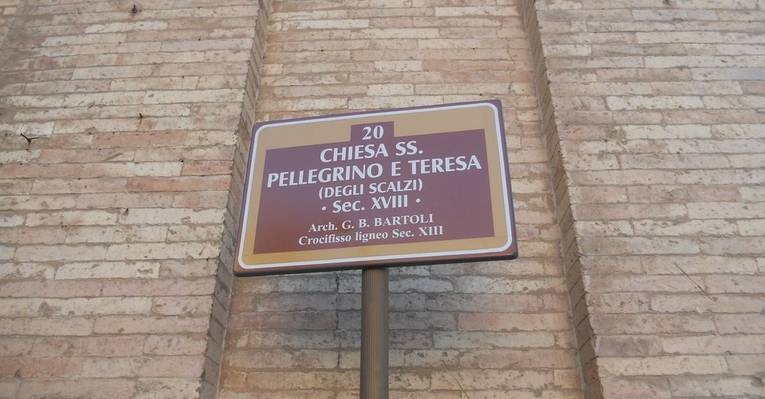 20
CHIESA SS.
PELLEGRINO E TERESA
(DEGLI SCALZI)
· Sec. XVIII ·
Arch. G. B. BARTOLI
Crocifisso ligneo Sec. XIII